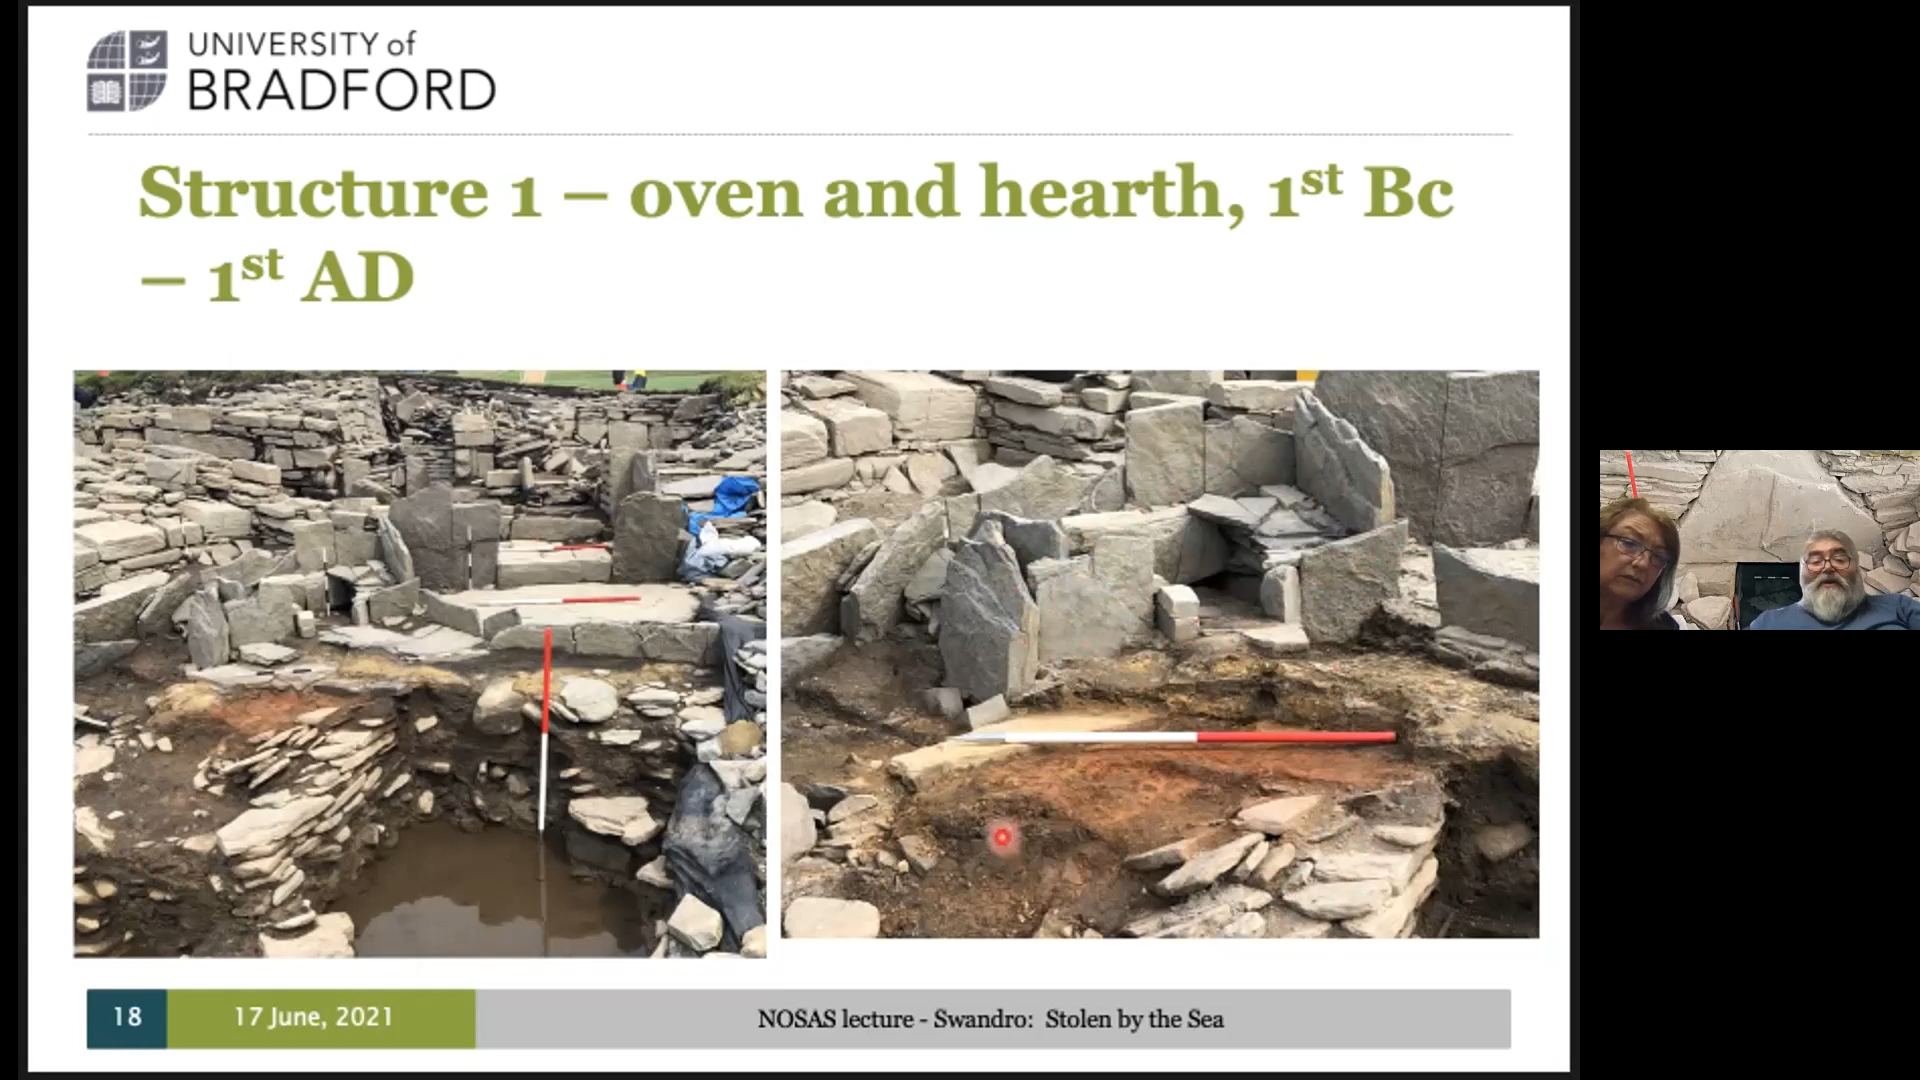 UNIVERSITY of
BRADFORD
Structure 1 – oven and hearth, 1st Bc
– 1st AD
18
17 June, 2021
NOSAS lecture - Swandro: Stolen by the Sea